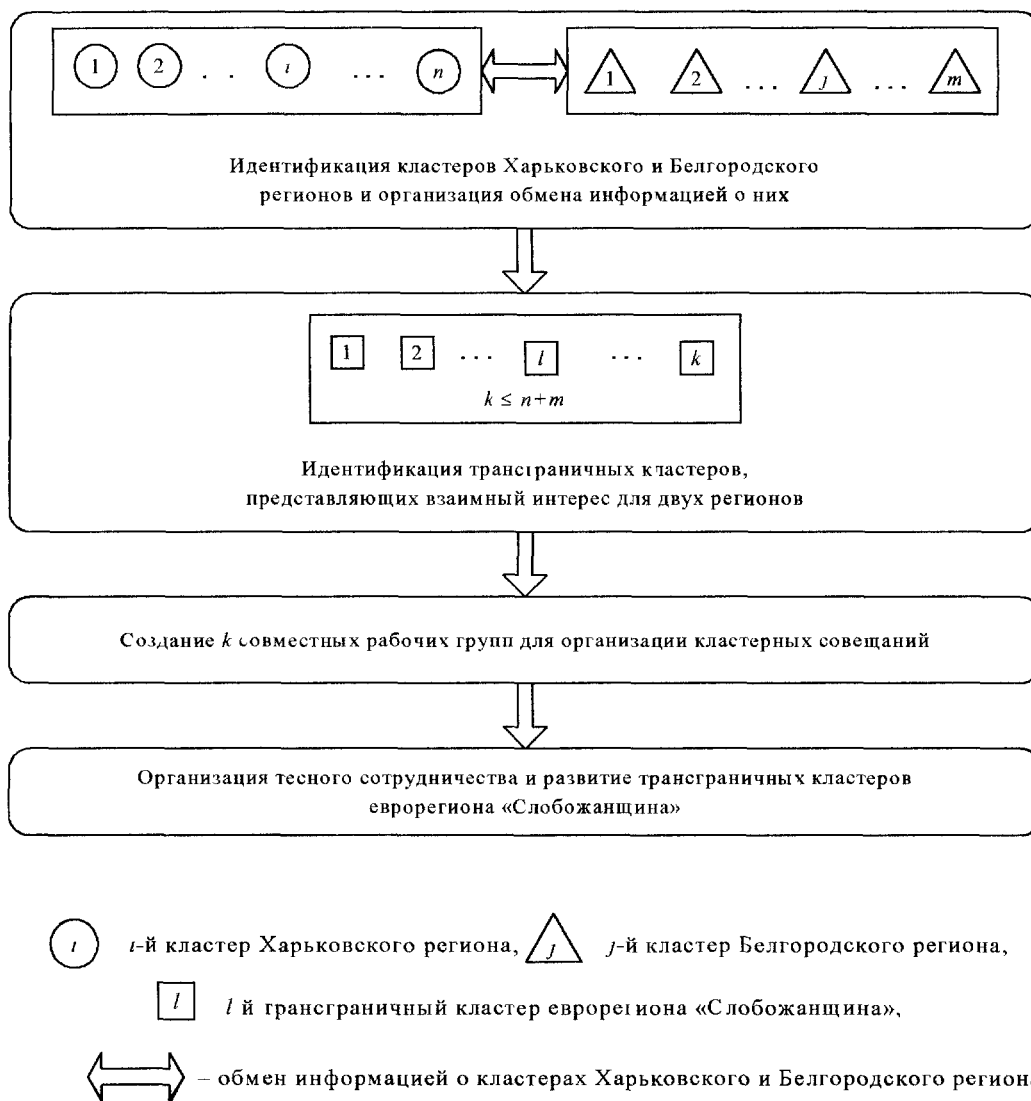 1 2 . . . i ... n 1 2 ... j ... m
Идентификация кластеров Харьковского и Белгородского
регионов и организация обмена информацией о них
1 2 ... l ... k
k ≤ n+m
Идентификация трансграничных кластеров,
представляющих взаимный интерес для двух регионов
Создание k совместных рабочих групп для организации кластерных совещаний
Организация тесного сотрудничества и развитие трансграничных кластеров
еврорегиона «Слобожанщина»
i i-й кластер Харьковского региона, j j-й кластер Белгородского региона,
l l й трансграничный кластер еврорегиона «Слобожанщина»,
– обмен информацией о кластерах Харьковского и Белгородского регион